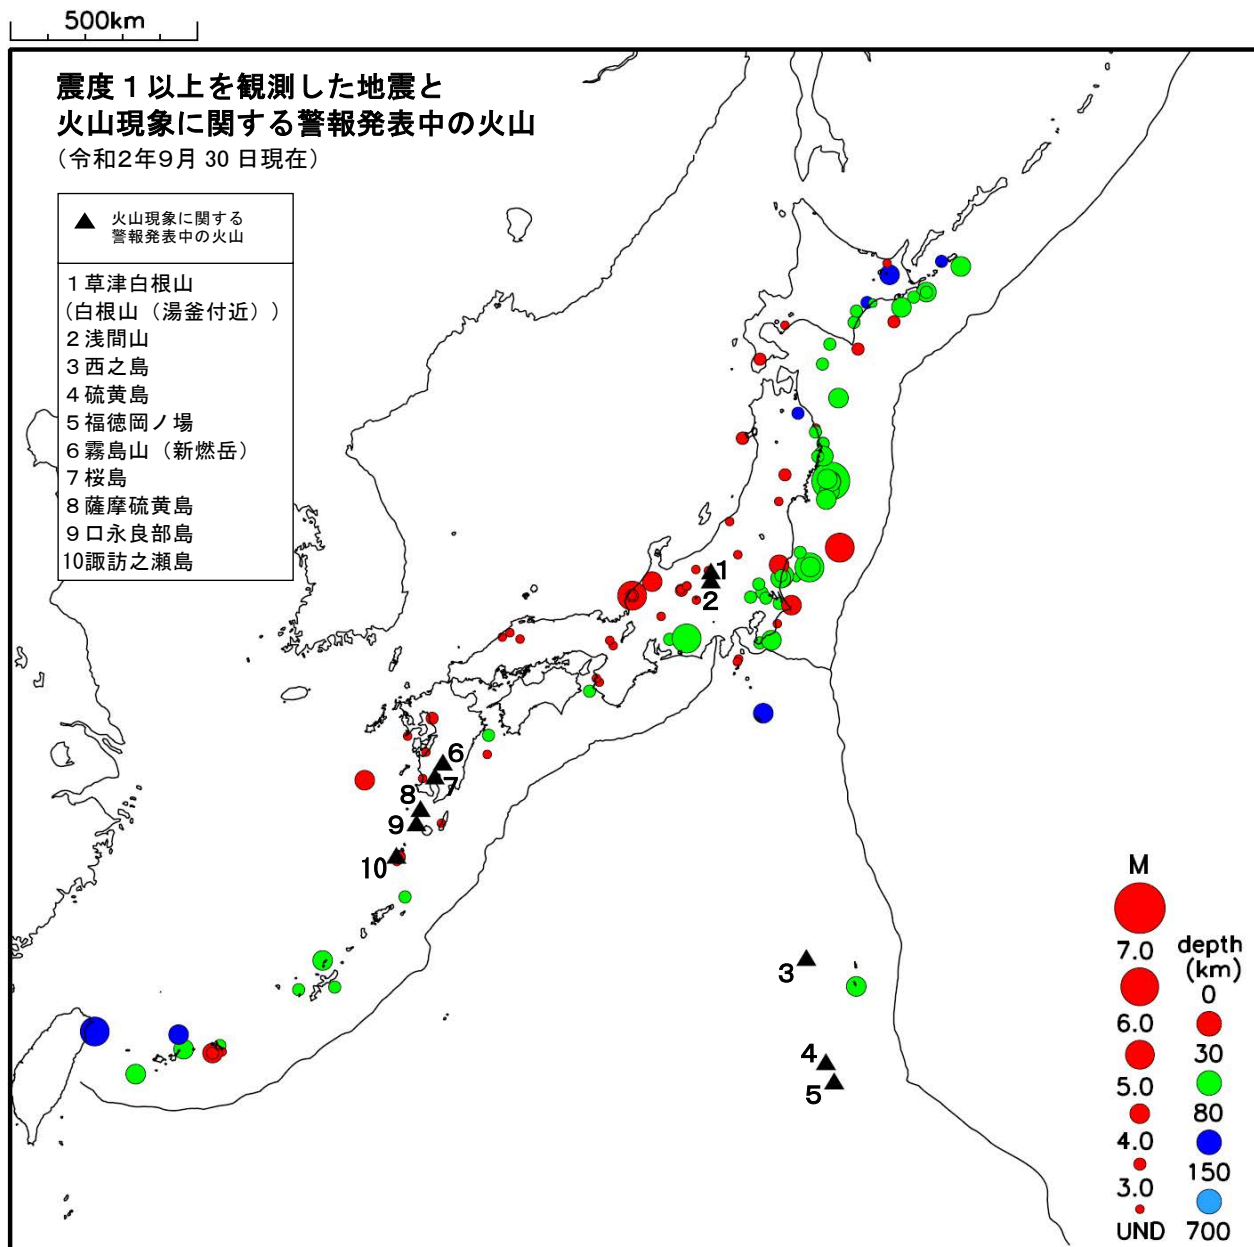 500km
震度１以上を観測した地震と
火山現象に関する警報発表中の火山
（令和２年９月 30 日現在）
▲ 火山現象に関する
警報発表中の火山
１草津白根山
(白根山（湯釜付近）)
２浅間山
３西之島
４硫黄島
５福徳岡ノ場
６霧島山（新燃岳）
７桜島
８薩摩硫黄島
９口永良部島
10諏訪之瀬島
1
2
6
7
8
9
10
3
4
5
M
7.0
6.0
5.0
4.0
3.0
UND
depth
(km)
0
30
80
150
700